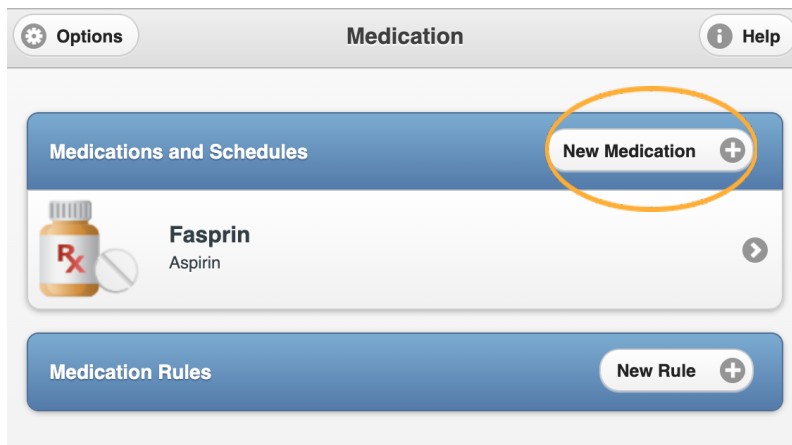 Options
Medication
Help
Medications and Schedules
New Medication
Fasprin
Rx
Aspirin
Medication Rules
New Rule